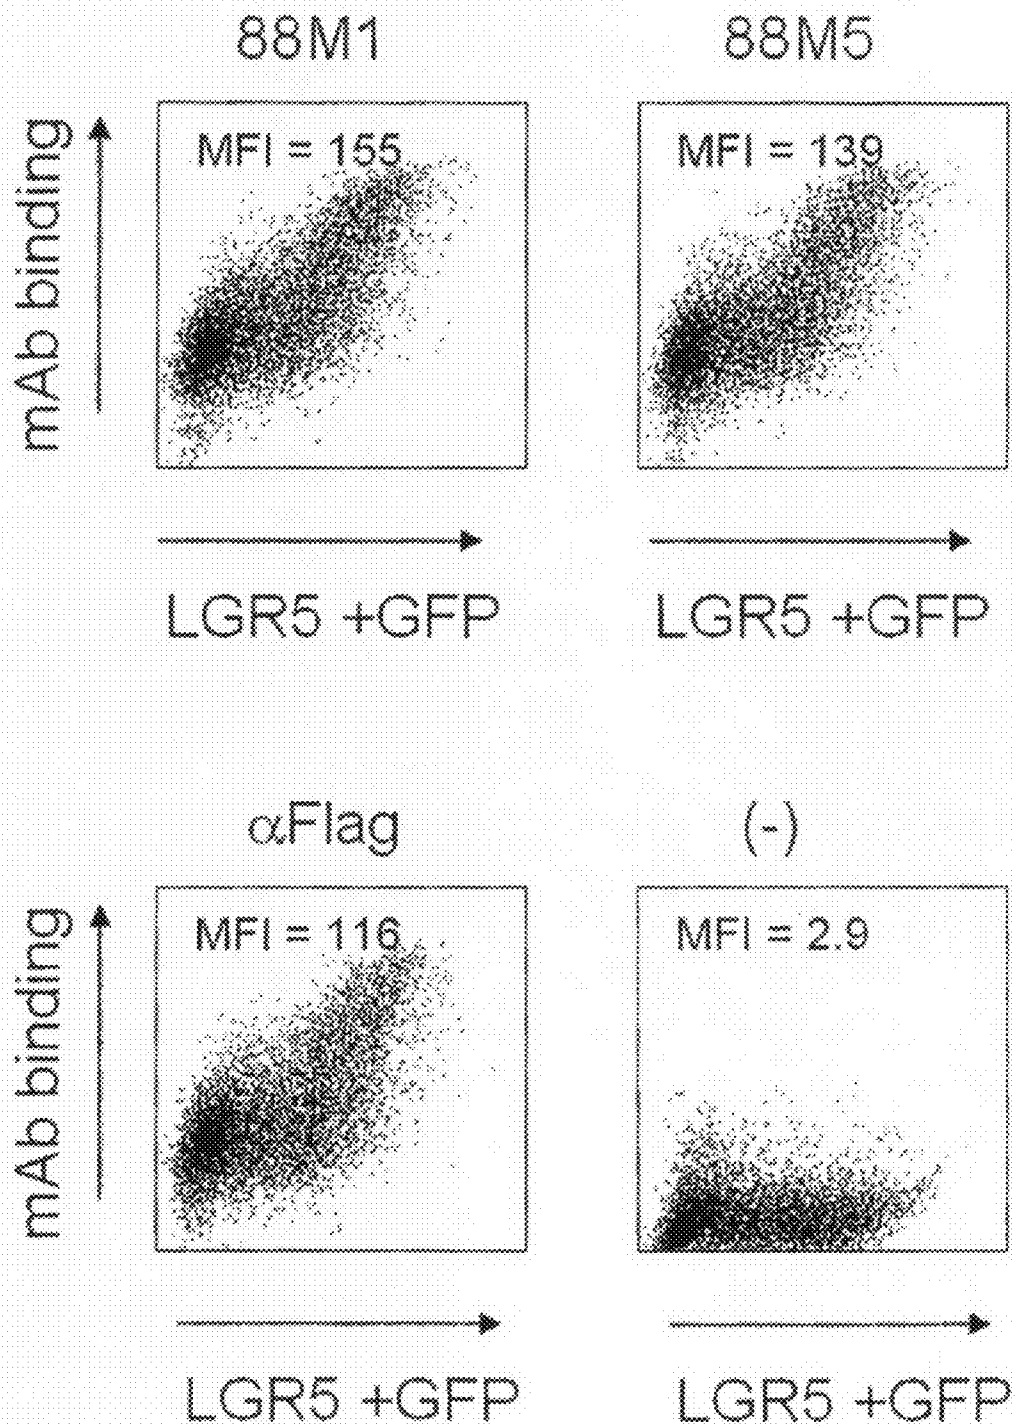 88M1
88M5
mAb binding
MFI = 155
MFI = 139
LGR5 +GFP
LGR5 +GFP
αFlag
(-)
mAb binding
MFI = 116
MFI = 2.9
LGR5 +GFP
LGR5 +GFP